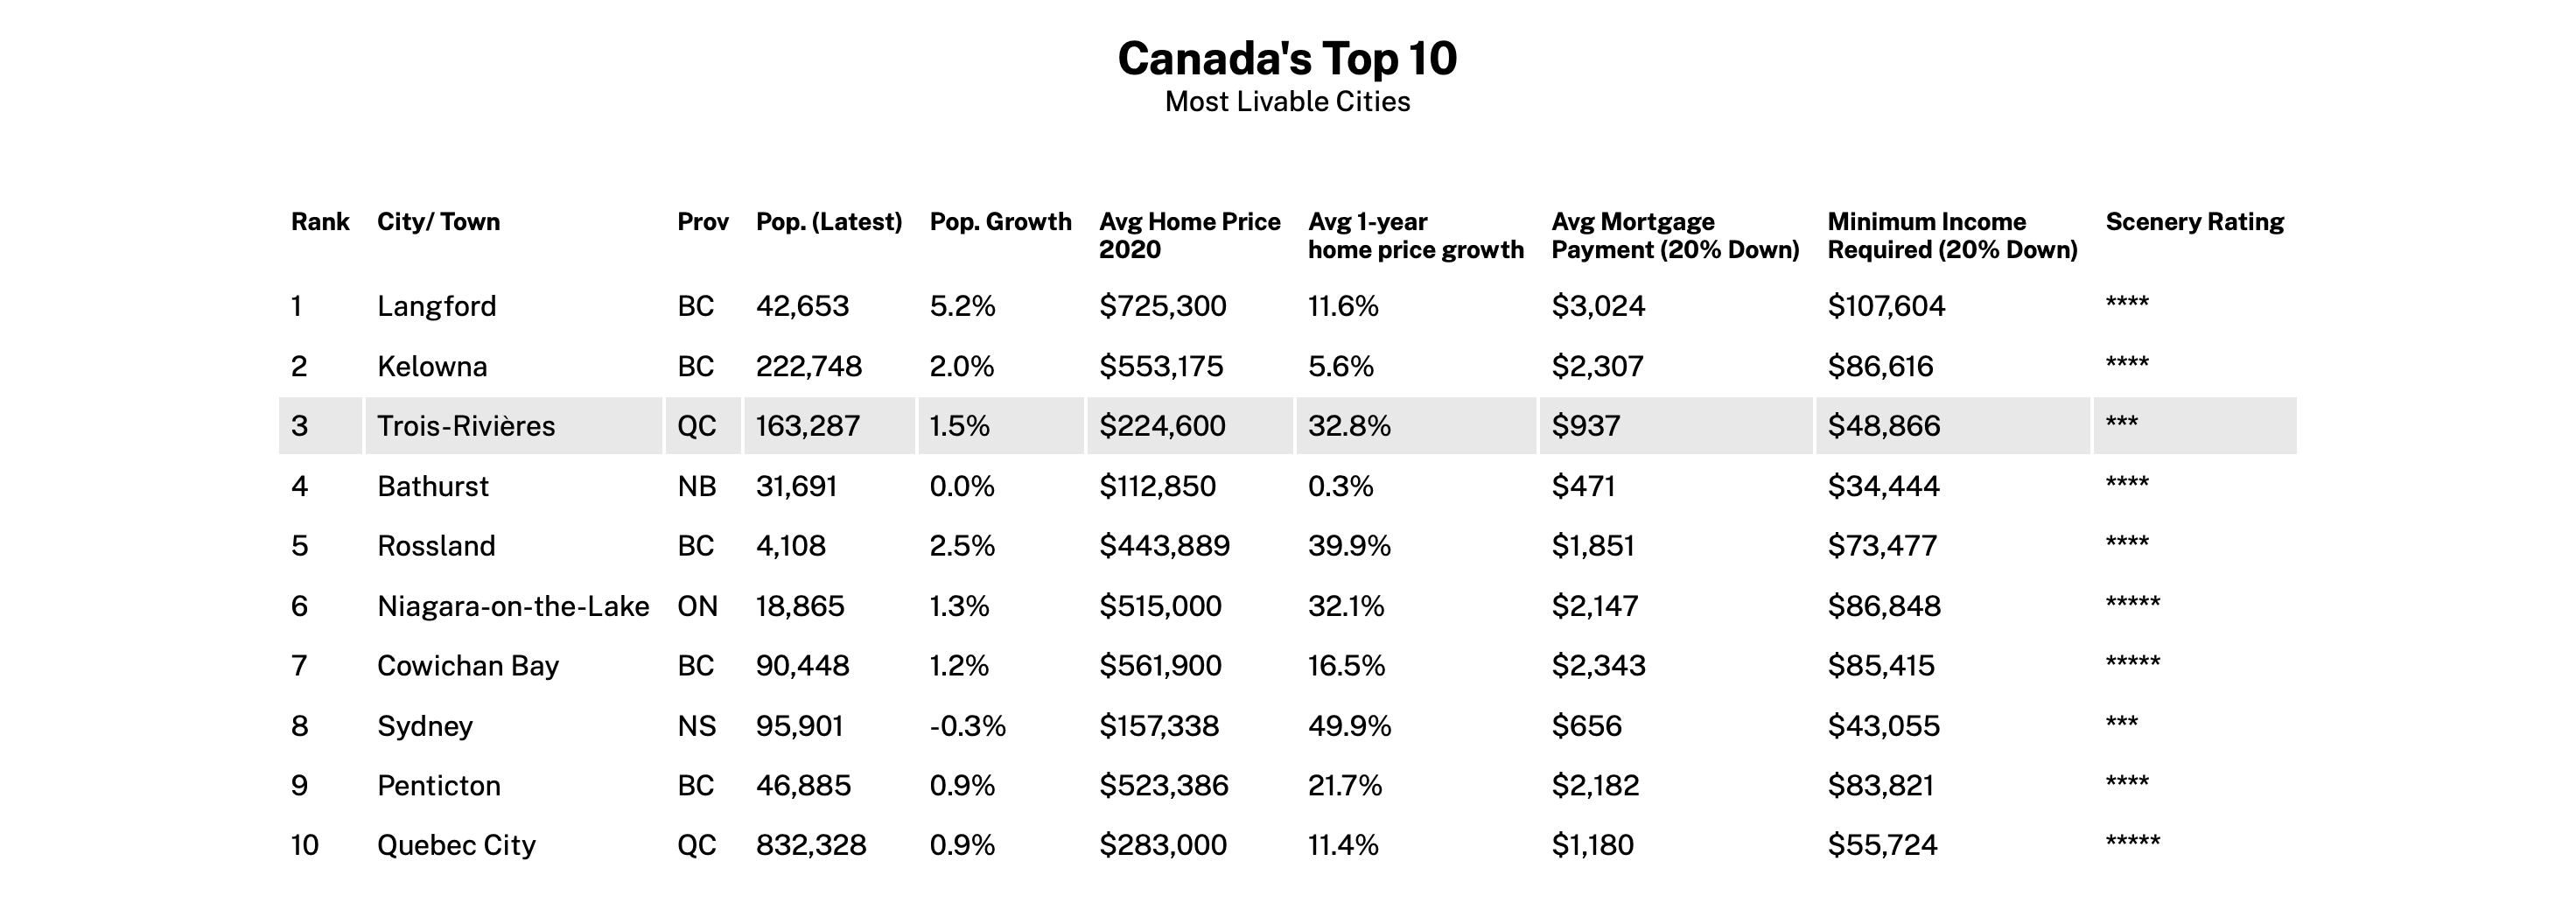 Canada's Top 10
Most Livable Cities
Rank City/ Town Prov Pop. (Latest) Pop. Growth Avg Home Price 2020 Avg 1-year home price growth Avg Mortgage Payment (20% Down) Minimum Income Required (20% Down) Scenery Rating
1 Langford BC 42,653 5.2% $725,300 11.6% $3,024 $107,604 ****
2 Kelowna BC 222,748 2.0% $553,175 5.6% $2,307 $86,616 ****
3 Trois-Rivières QC 163,287 1.5% $224,600 32.8% $937 $48,866 ***
4 Bathurst NB 31,691 0.0% $112,850 0.3% $471 $34,444 ****
5 Rossland BC 4,108 2.5% $443,889 39.9% $1,851 $73,477 ****
6 Niagara-on-the-Lake ON 18,865 1.3% $515,000 32.1% $2,147 $86,848 *****
7 Cowichan Bay BC 90,448 1.2% $561,900 16.5% $2,343 $85,415 *****
8 Sydney NS 95,901 -0.3% $157,338 49.9% $656 $43,055 ***
9 Penticton BC 46,885 0.9% $523,386 21.7% $2,182 $83,821 ****
10 Quebec City QC 832,328 0.9% $283,000 11.4% $1,180 $55,724 *****